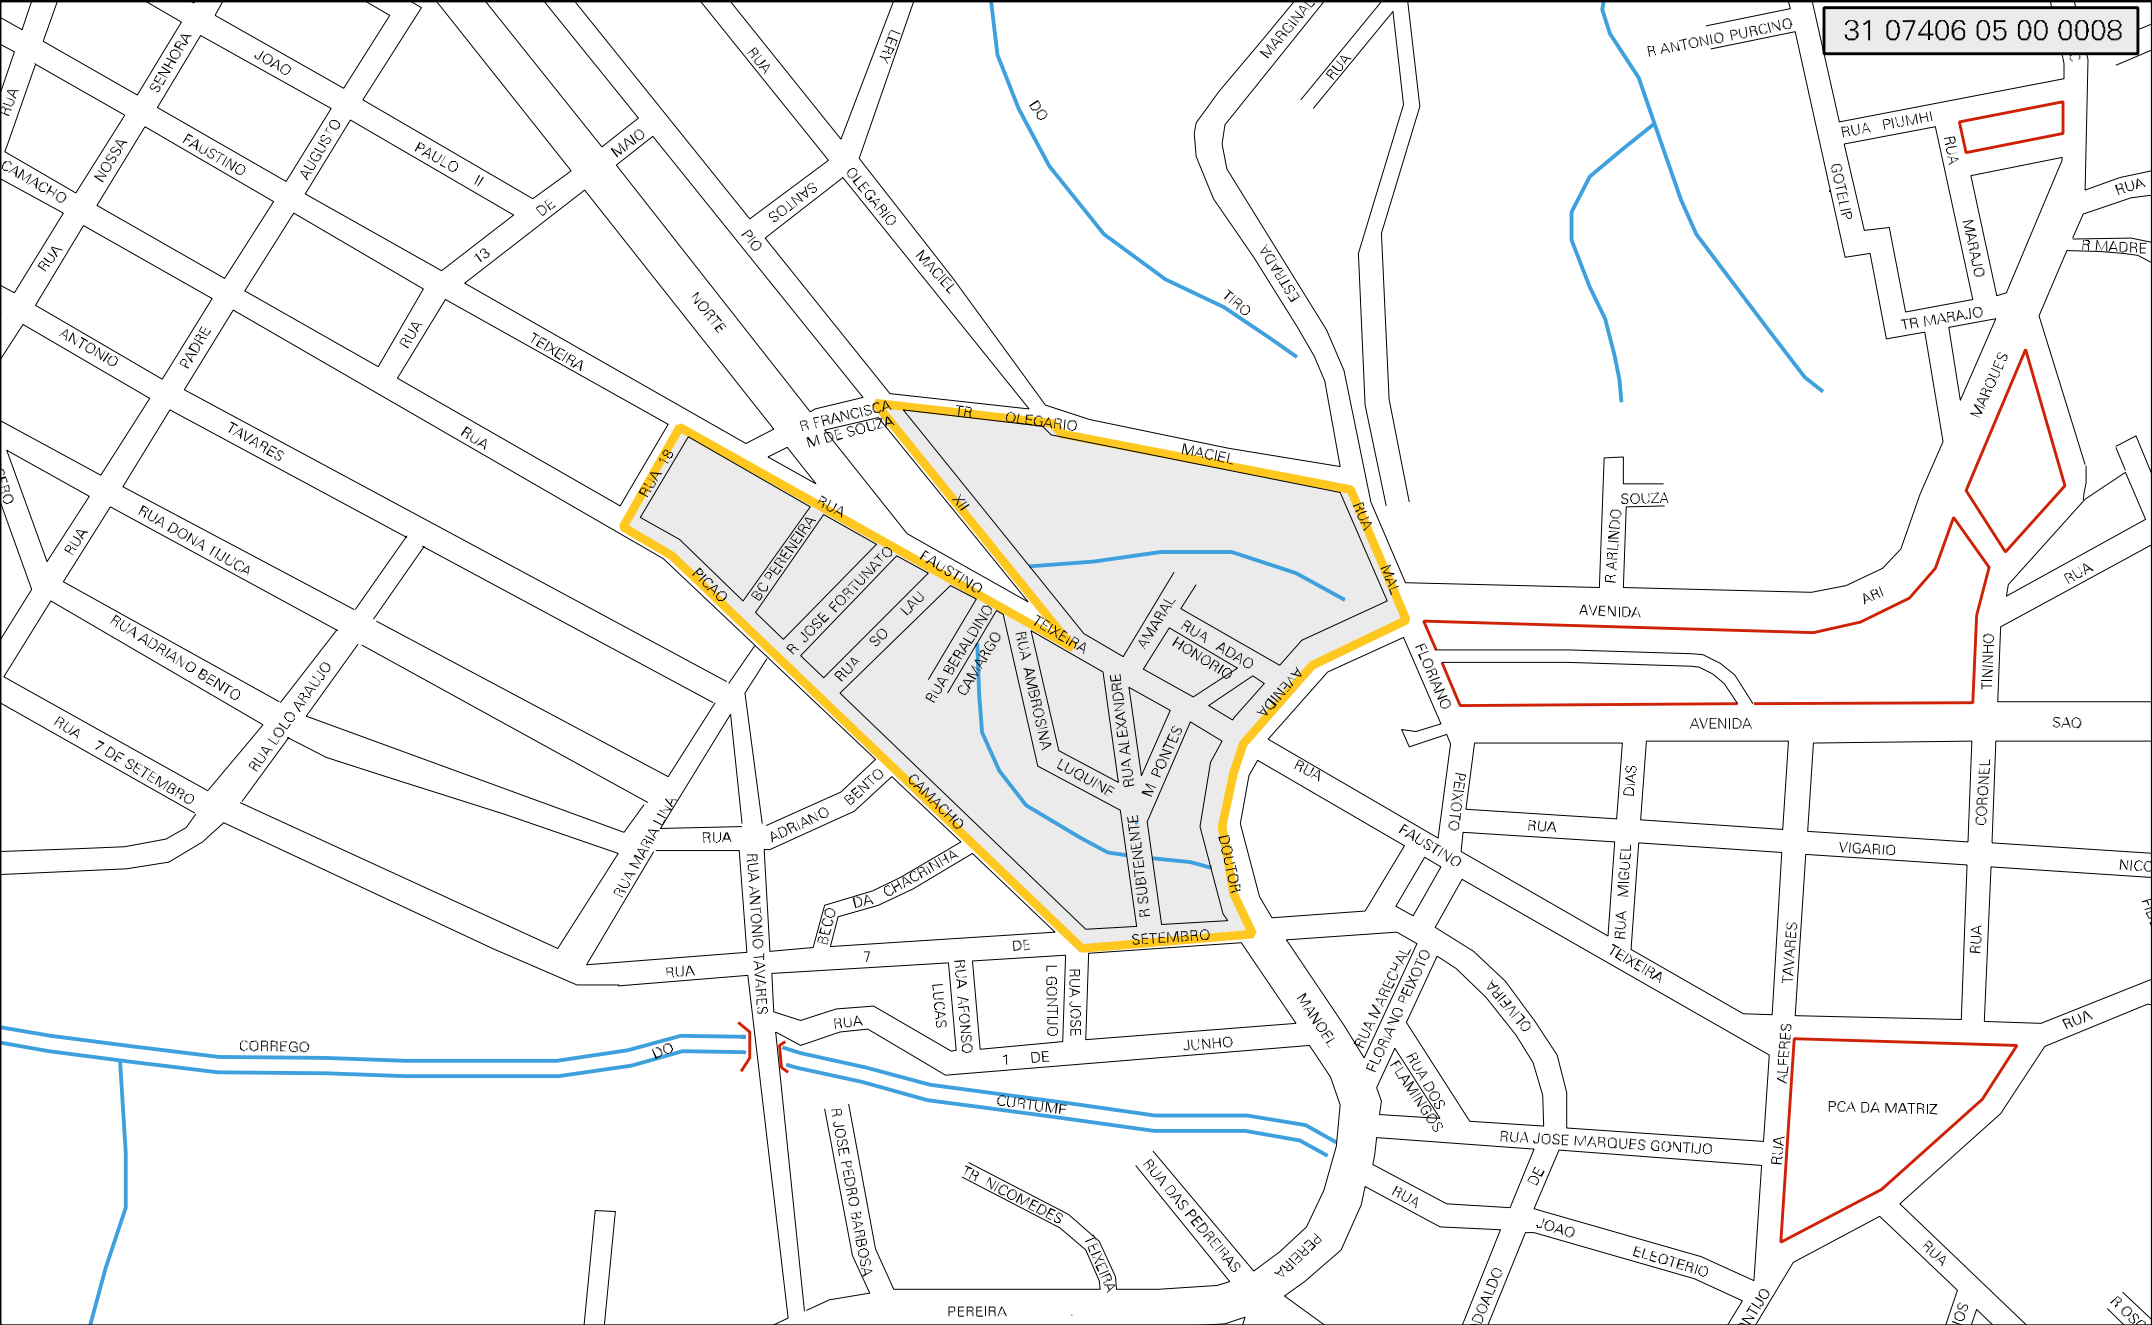 31 07406 05 00 0008
R ANTONIO PURCINO
RUA
LERY
MARGINAL
RUA
SENHORA
JOAO
RUA
DO
RUA PIUMHI
RUA
NOSSA
FAUSTINO
AUGUSTO
PAULO II
MAIO
CAMACHO
SANTOS
OLEGARIO
GOTELIP
RUA
DE
13
PIO
MARAJO
R MADRE
RUA
MACIEL
ESTRADA
TIRO
NORTE
TR MARAJO
ANTONIO
PADRE
RUA
TEIXEIRA
MARQUES
R FRANCISCA
M DE SOUZA
TR OLEGARIO
MACIEL
TAVARES
RUA
RUA 18
RUA
XII
RUA
SOUZA
R ARLINDO
RUA DONA TIJUCA
RUA
BC PERENEIRA
PICAO
FAUSTINO
MAL
R JOSE FORTUNATO
RUA SO LAU
TEIXEIRA
AMARAL
RUA ADAO
HONORIO
AVENIDA
ARI
RUA
RUA ADRIANO BENTO
RUA BERALDINO
CAMARGO
RUA AMBROSINA
RUA ALEXANDRE
AVENIDA
FLORIANO
TININHO
RUA LOLO ARAUJO
RUA 7 DE SETEMBRO
LUQUINE
M PONTES
AVENIDA
SAO
RUA
PEIXOTO
DIAS
CORONEL
RUA MARIA LINA
RUA
ADRIANO BENTO
CAMACHO
R SUBTENENTE
DOUTOR
FAUSTINO
RUA
VIGARIO
NICO
RUA ANTONIO TAVARES
BECO DA CHACRINHA
RUA MIGUEL
TAVARES
RUA
SETEMBRO
RUA
7
DE
TEIXEIRA
LUCAS
RUA AFONSO
L GONTIJO
RUA JOSE
RUA
MANOEL
RUA MARECHAL
FLORIANO PEIXOTO
OLIVEIRA
RUA
CORREGO
DO
1 DE
JUNHO
ALFERES
RUA DOS
FLAMINGOS
CURTUME
PCA DA MATRIZ
R JOSE PEDRO BARBOSA
RUA JOSE MARQUES GONTIJO
RUA
TR NICOMEDES
TEIXEIRA
RUA DAS PEDREIRAS
PEREIRA
RUA
DE
JOAO
ELEOTERIO
RUA
DOALDO
PEREIRA